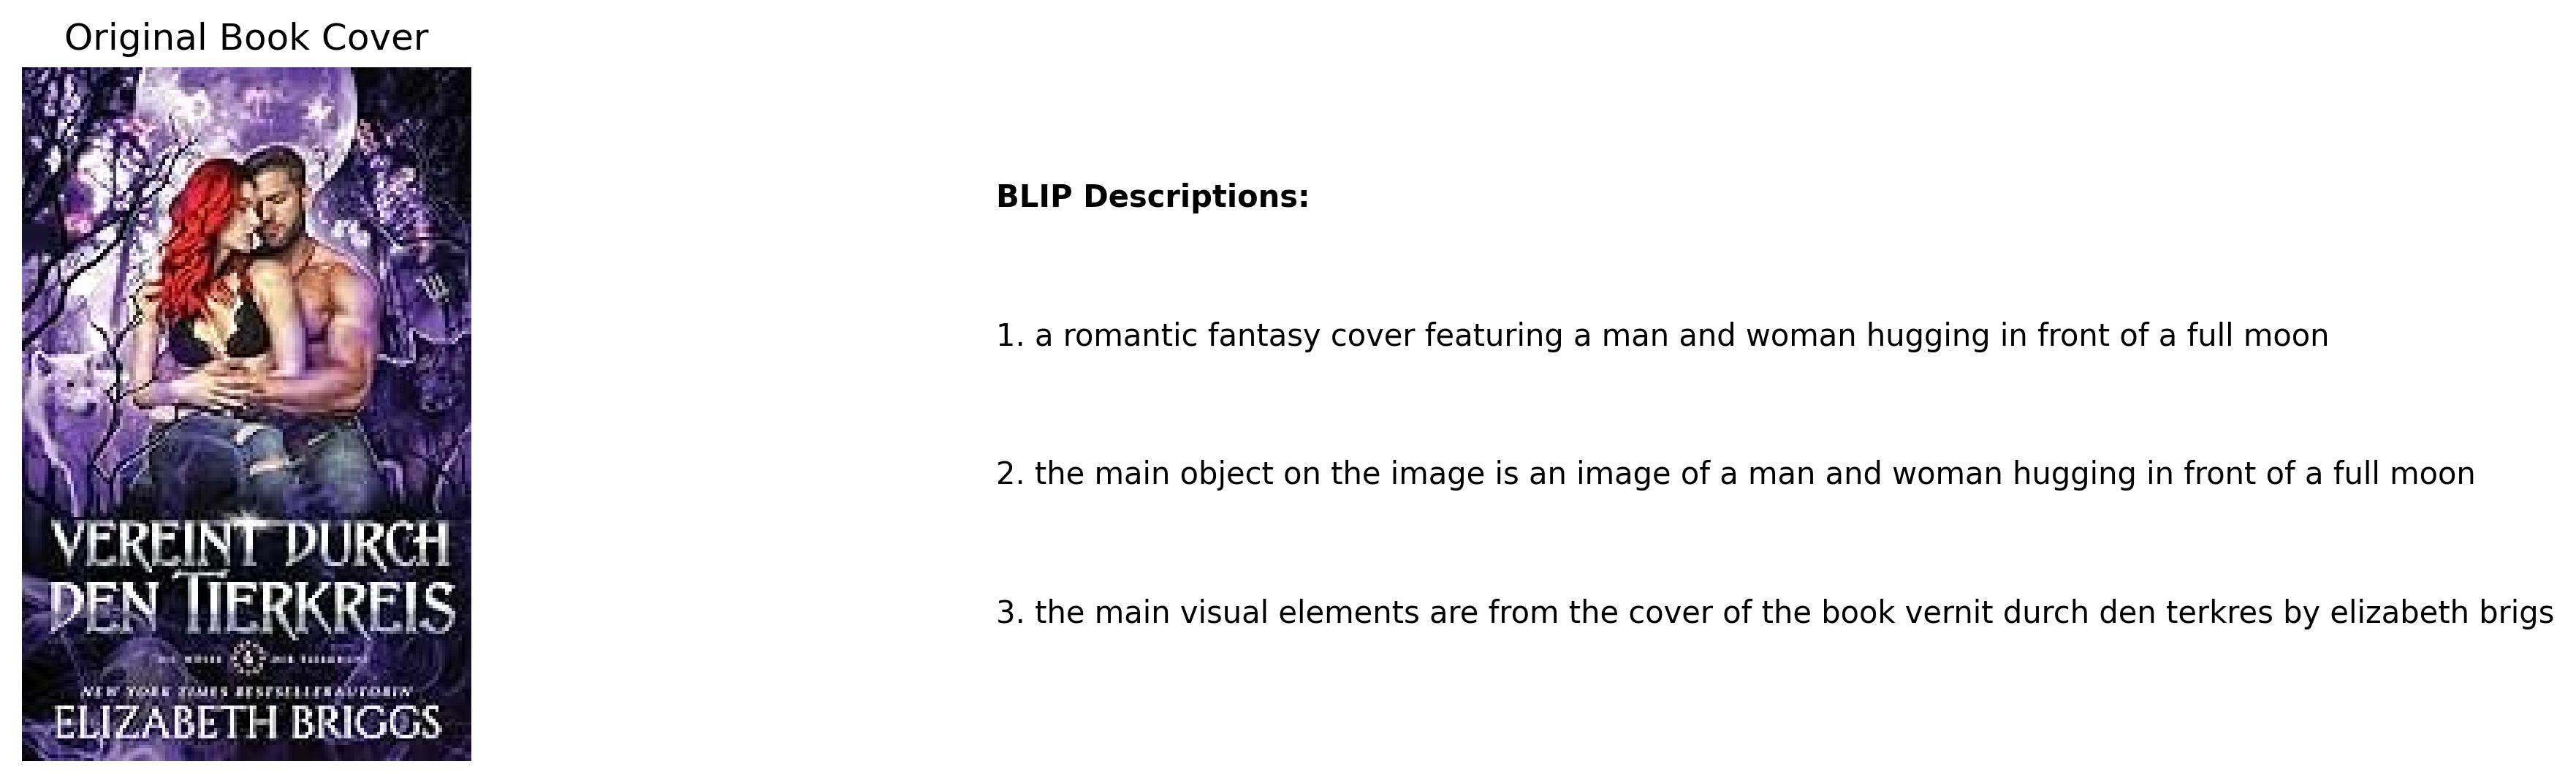 Original Book Cover
VEREINT DURCH
DEN TIERKREIS
NEW YORK TIMES BESTSELLERAUTORIN
ELIZABETH BRIGGS
BLIP Descriptions:
1. a romantic fantasy cover featuring a man and woman hugging in front of a full moon
2. the main object on the image is an image of a man and woman hugging in front of a full moon
3. the main visual elements are from the cover of the book vernit durch den terkres by elizabeth brigs